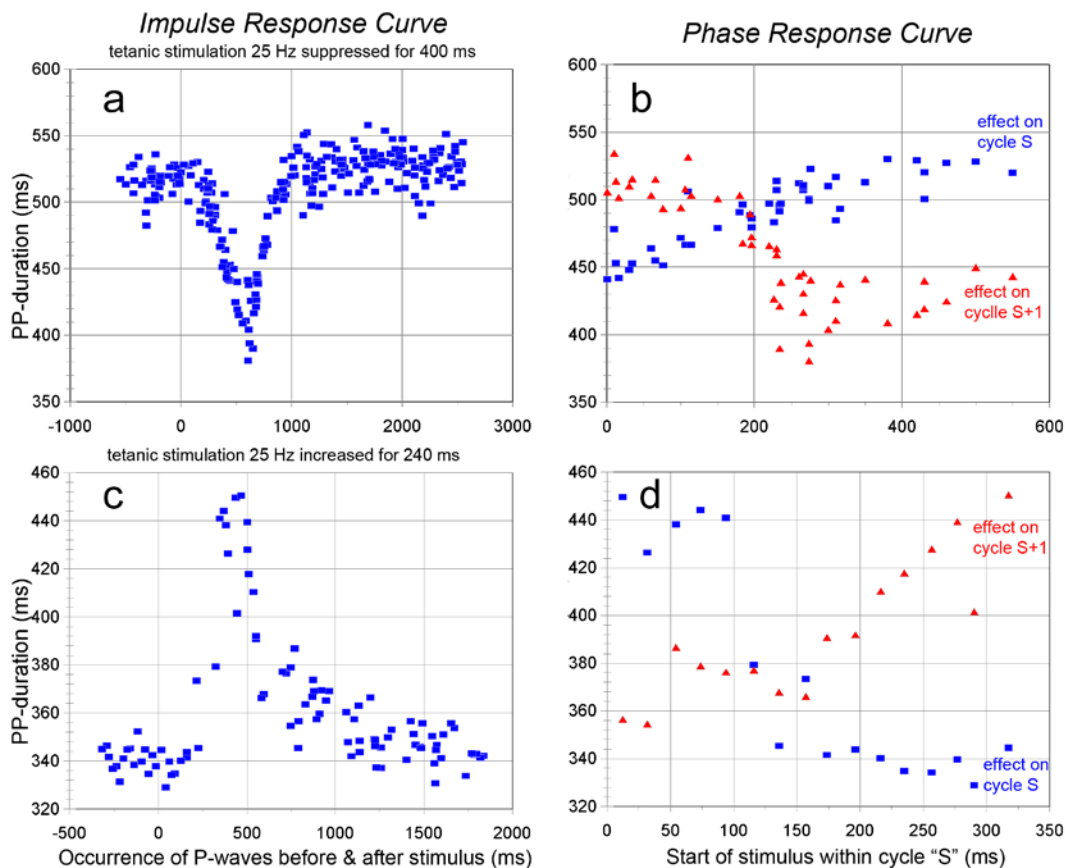 Impulse Response Curve
tetanic stimulation 25 Hz suppressed for 400 ms
Phase Response Curve
PP-duration (ms)
600
550
500
450
400
350
a
-1000
0
1000
2000
3000
600
550
500
450
400
350
b
effect on
cycle S
effect on
cyclle S+1
0
200
400
600
tetanic stimulation 25 Hz increased for 240 ms
PP-duration (ms)
460
440
420
400
380
360
340
320
c
-500
0
500
1000
1500
2000
Occurrence of P-waves before & after stimulus (ms)
460
440
420
400
380
360
340
320
d
effect on
cycle S+1
effect on
cycle S
0
50
100
150
200
250
300
350
Start of stimulus within cycle “S” (ms)